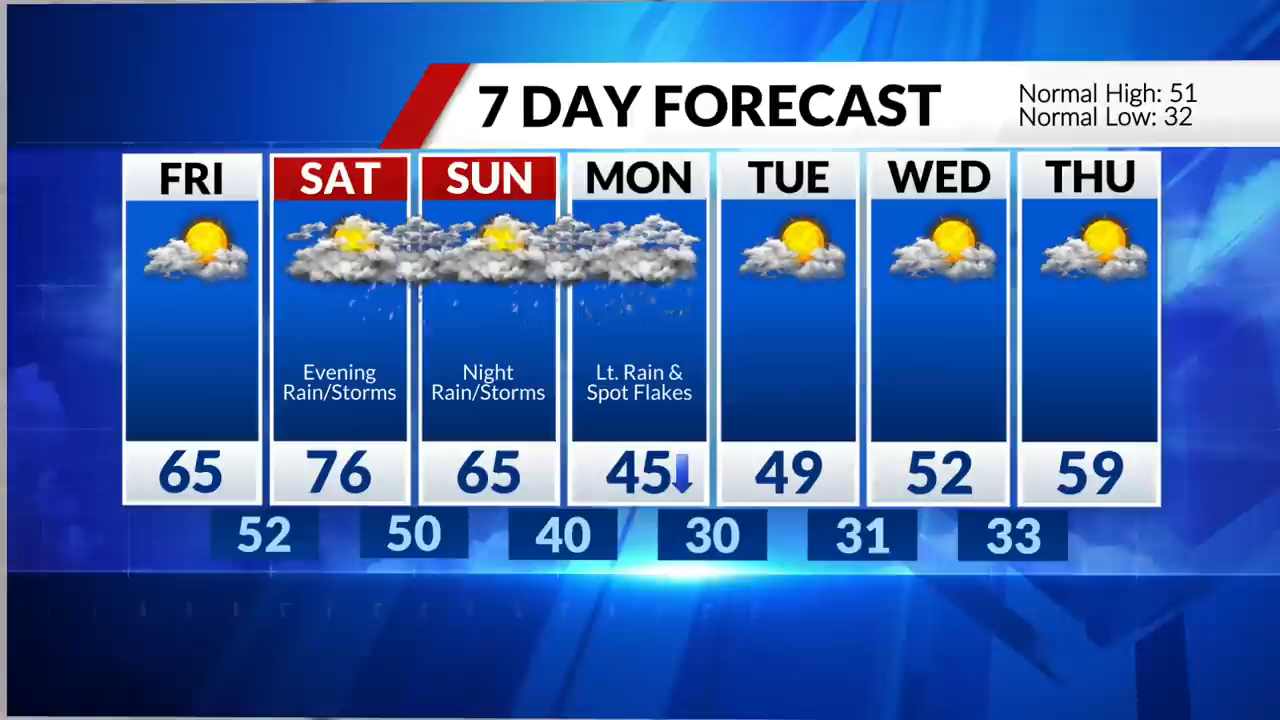 7 DAY FORECAST
Normal High: 51
Normal Low: 32
FRI
SAT
SUN
MON
TUE
WED
THU
Evening
Rain/Storms
Night
Rain/Storms
Lt. Rain &
Spot Flakes
65
76
65
45
49
52
59
52
50
40
30
31
33